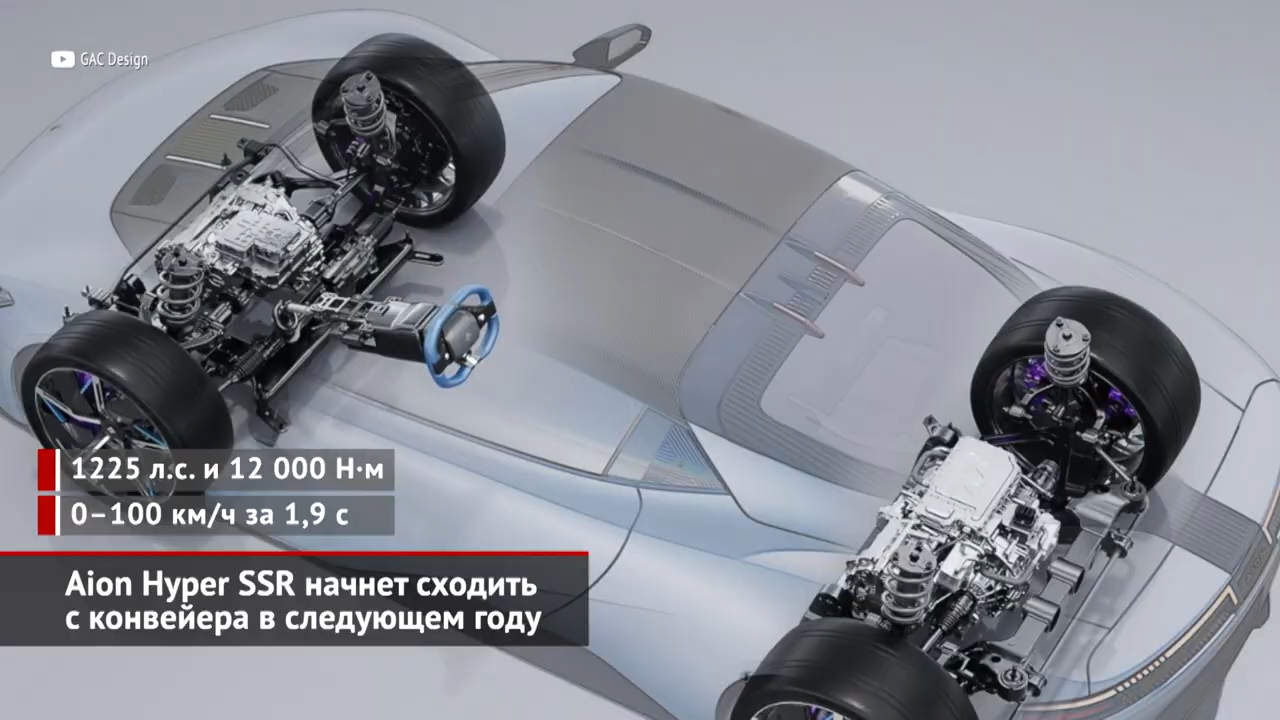 GAC Design
1225 л.с. и 12 000 Н·м
0–100 км/ч за 1,9 с
Aion Hyper SSR начнет сходить
с конвейера в следующем году